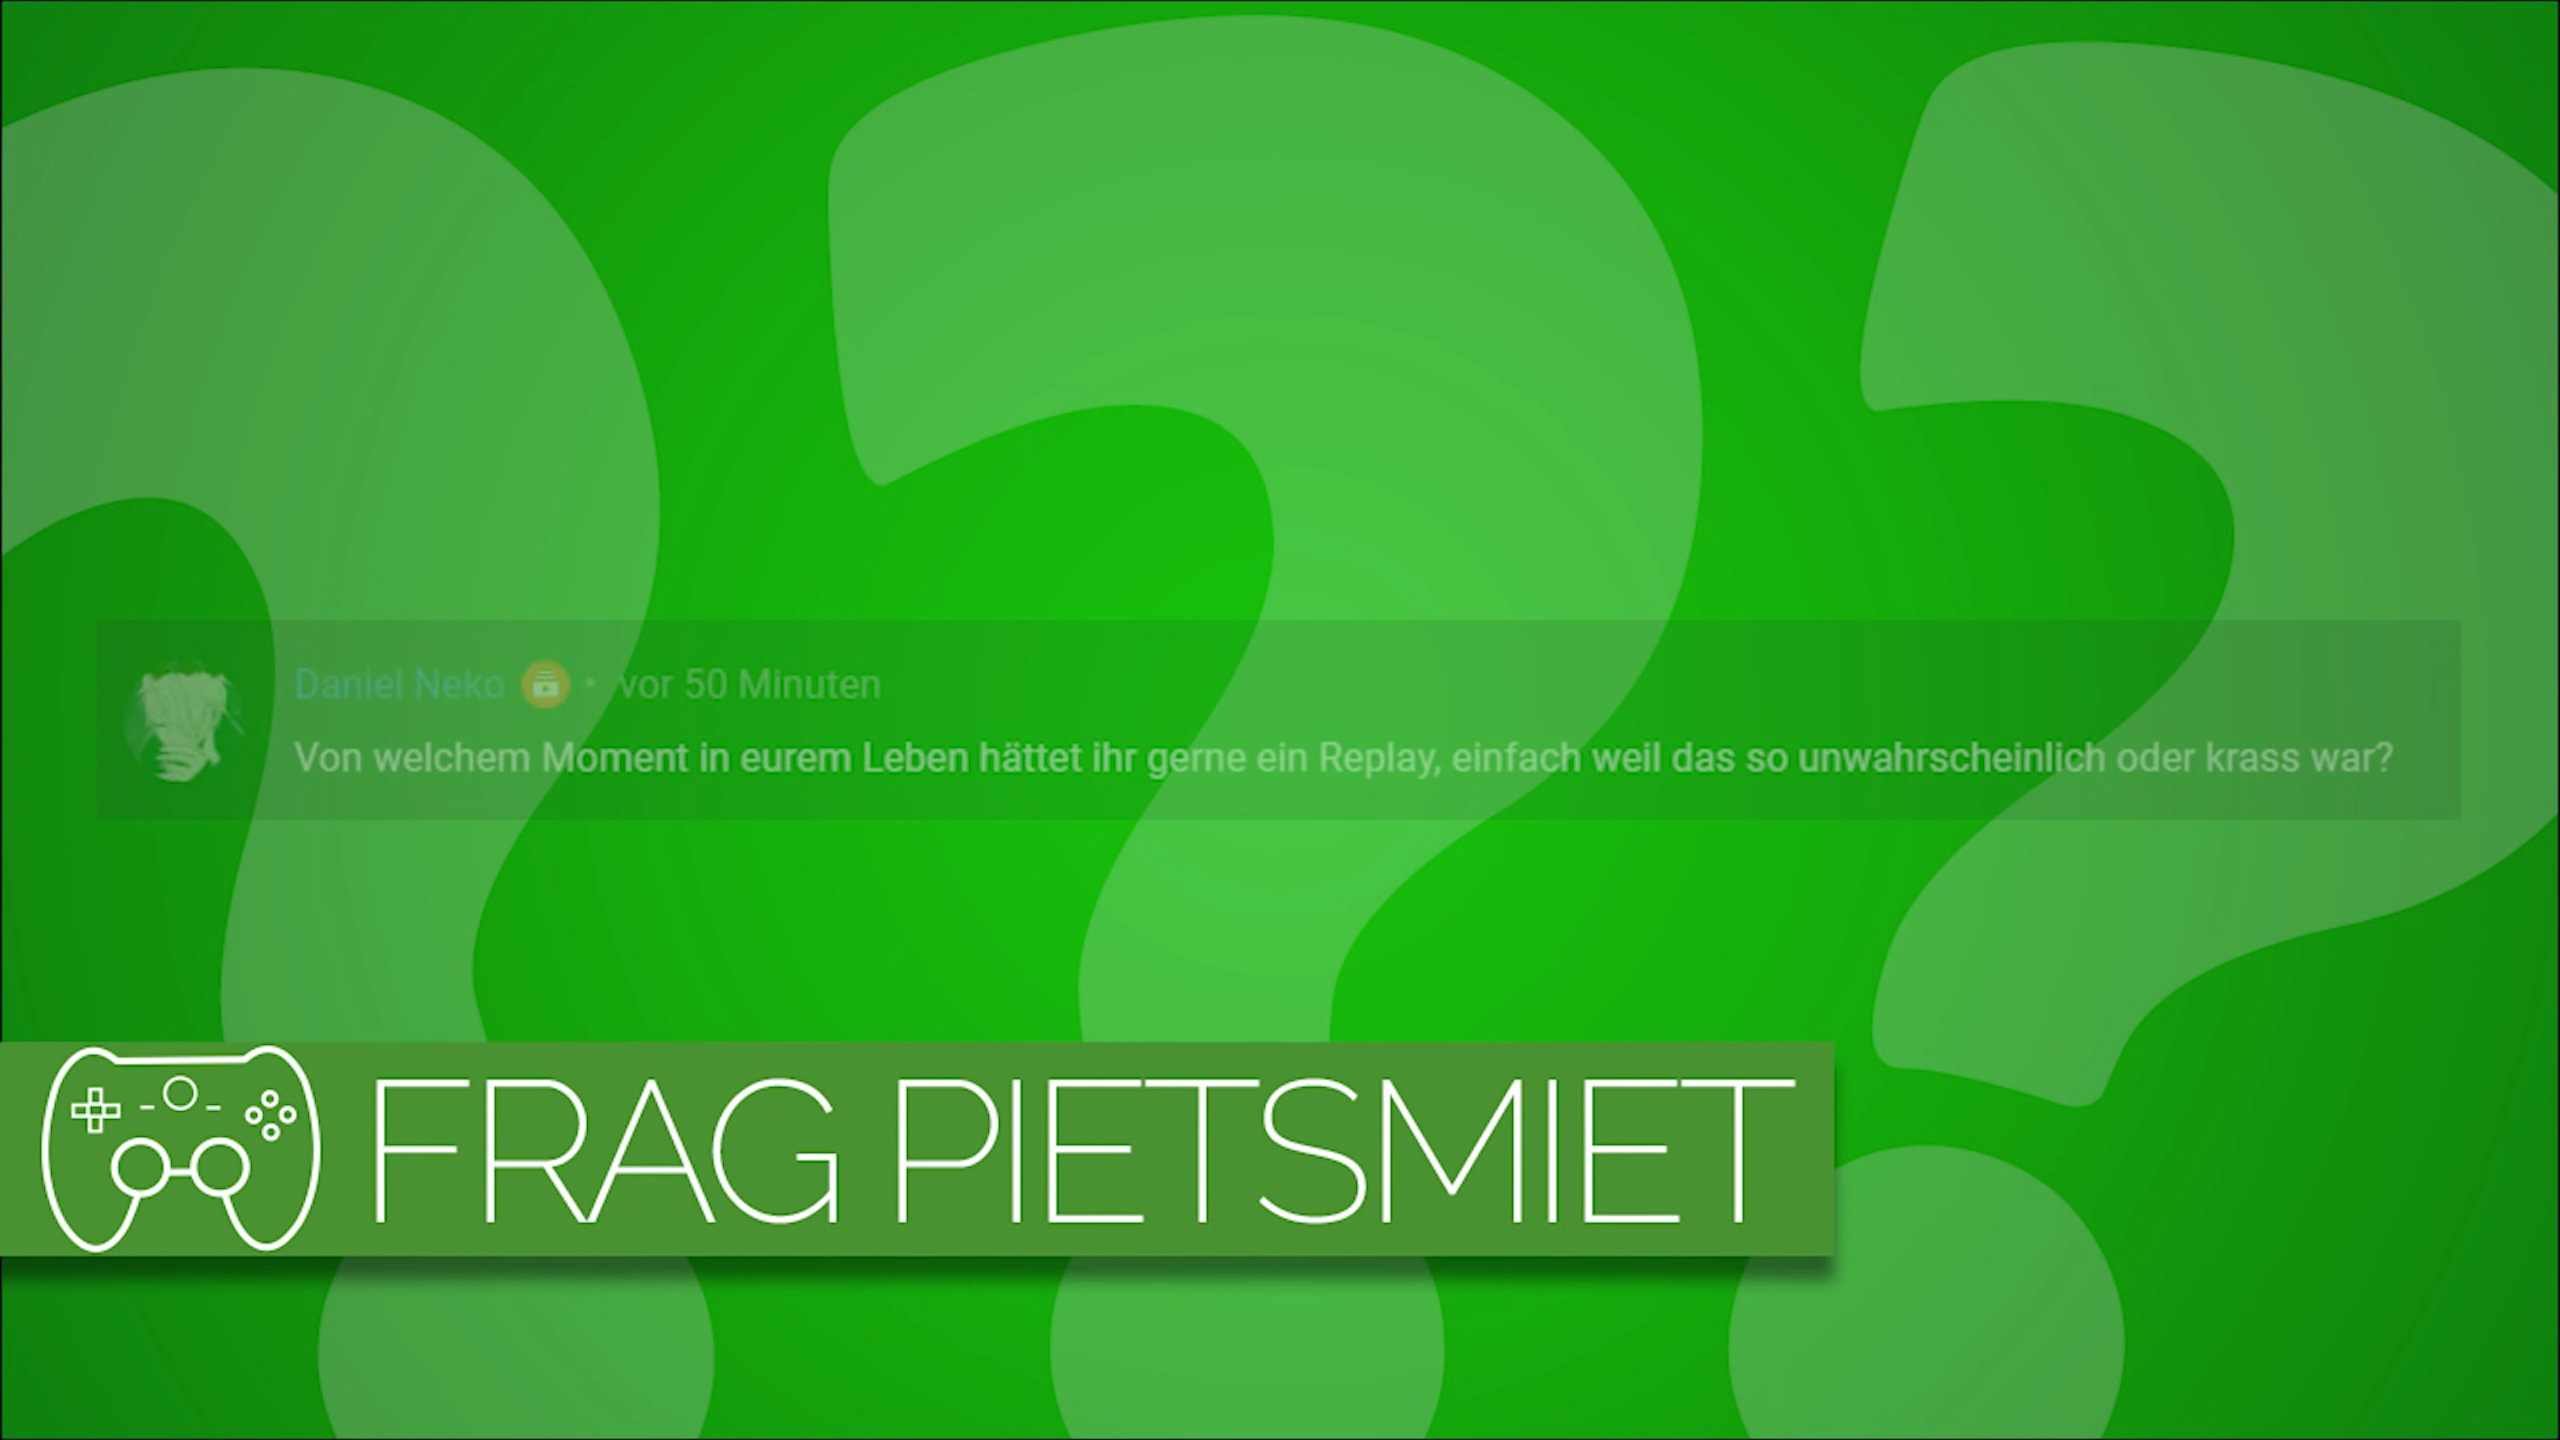 Daniel Neko • vor 50 Minuten
Von welchem Moment in eurem Leben hättet ihr gerne ein Replay, einfach weil das so unwahrscheinlich oder krass war?
FRAG PIETSMIET